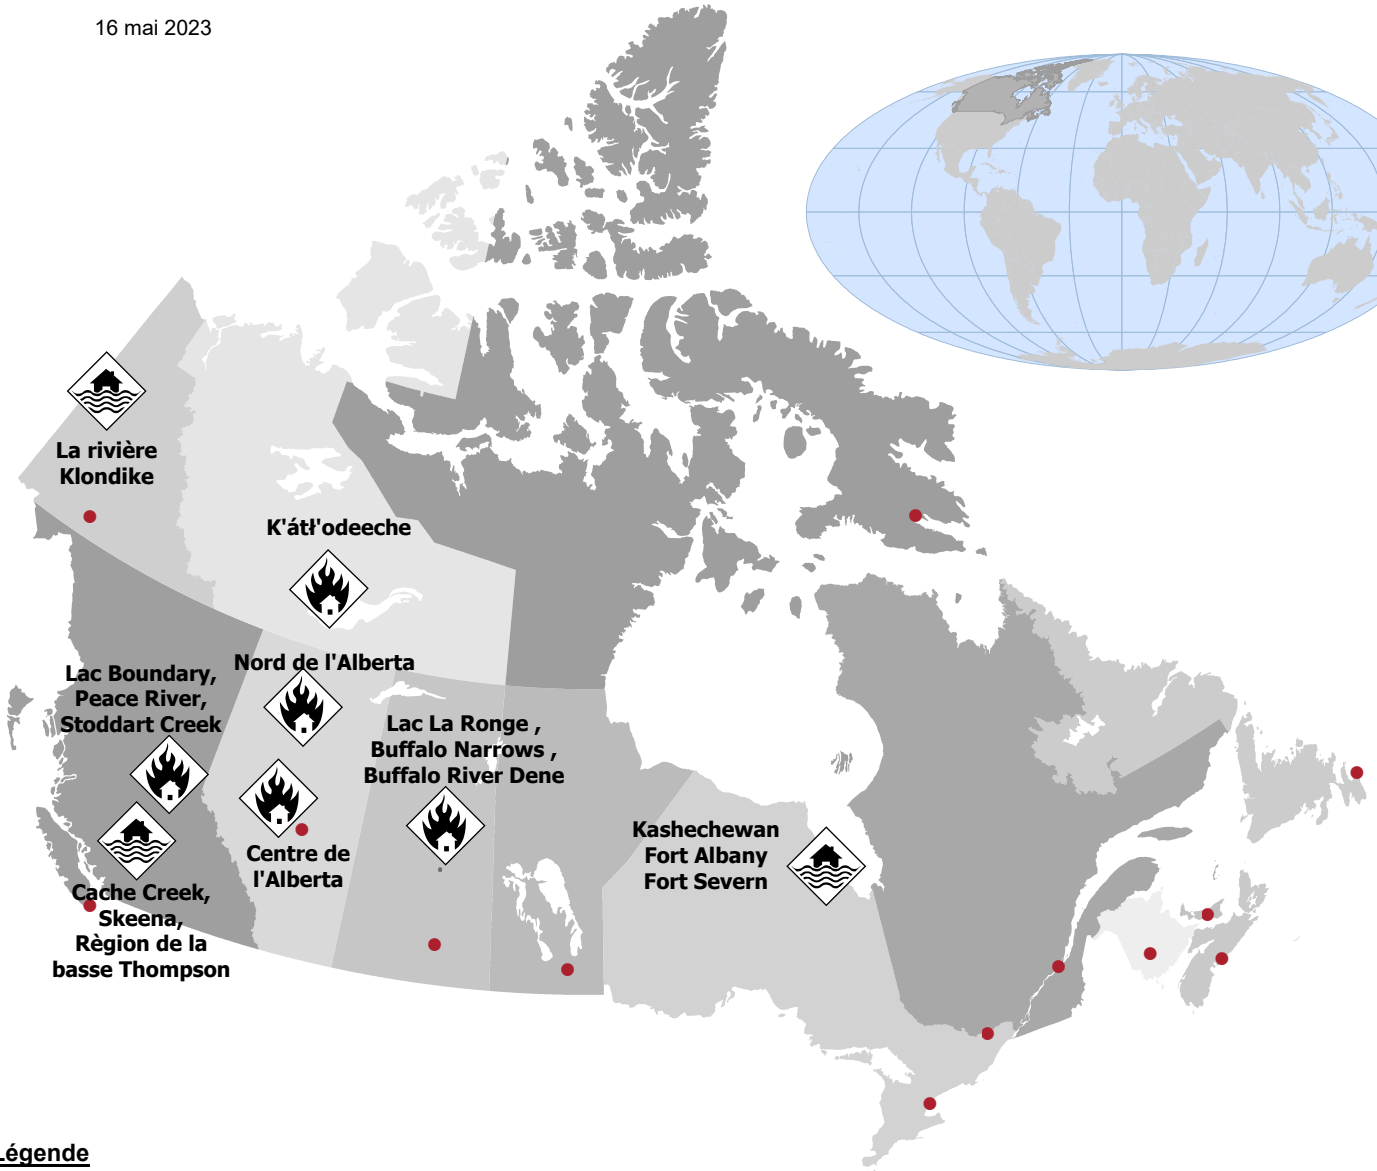 16 mai 2023
La rivière
Klondike
K'átł'odeeche
Nord de l'Alberta
Lac Boundary,
Peace River,
Stoddart Creek
Lac La Ronge ,
Buffalo Narrows ,
Buffalo River Dene
Centre de
l'Alberta
Kashechewan
Fort Albany
Fort Severn
Cache Creek,
Skeena,
Règion de la
basse Thompson
Légende